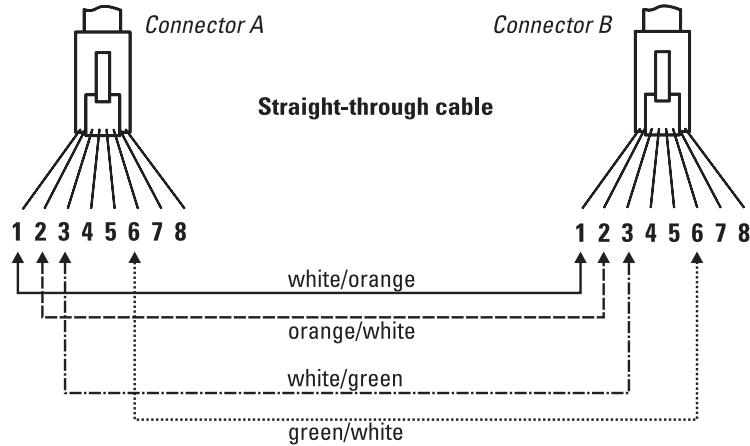 Connector A
Connector B
Straight-through cable
1 2 3 4 5 6 7 8
1 2 3 4 5 6 7 8
white/orange
orange/white
white/green
green/white